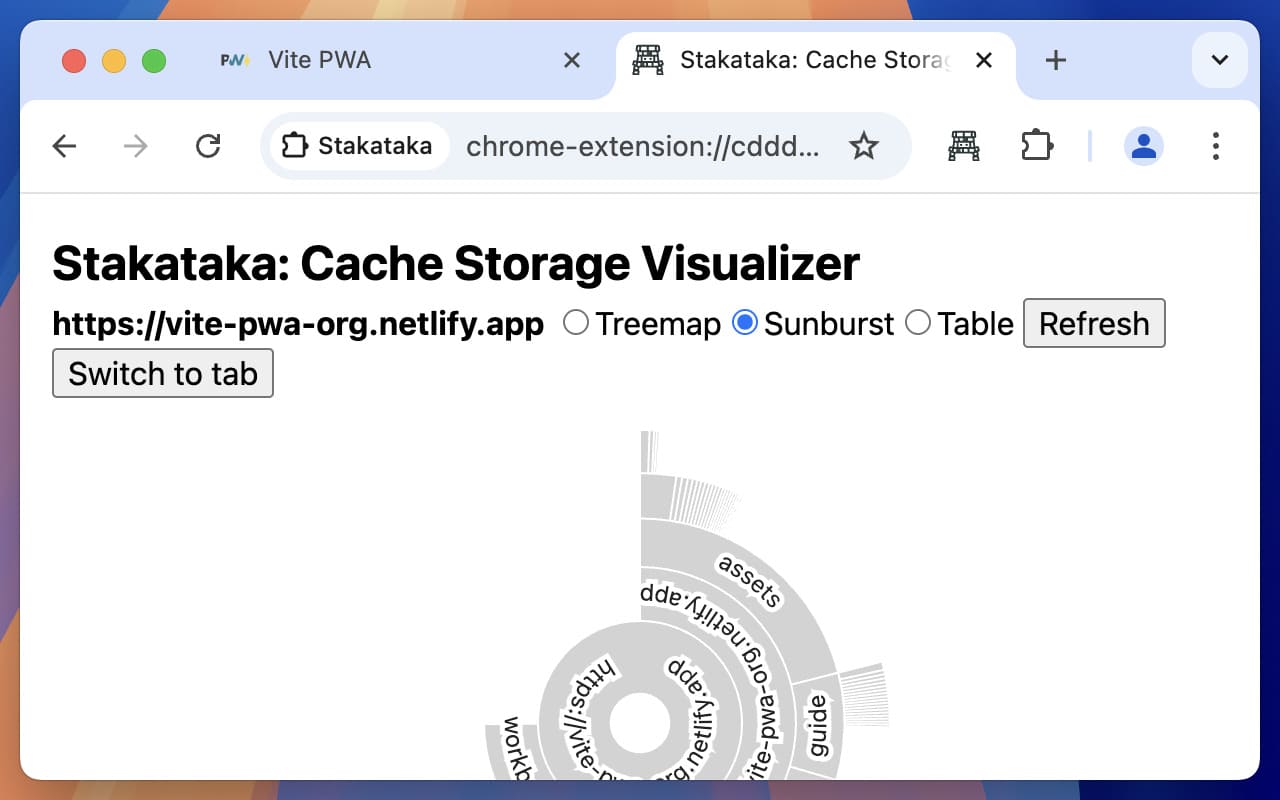 PW Vite PWA
Stakataka: Cache Storag
Stakataka chrome-extension://cddd...
Stakataka: Cache Storage Visualizer
https://vite-pwa-org.netlify.app Treemap Sunburst Table Refresh
Switch to tab
assets
vite-pwa-org.netlify.app
guide
https://vite-pwa-org.netlify.app
workb